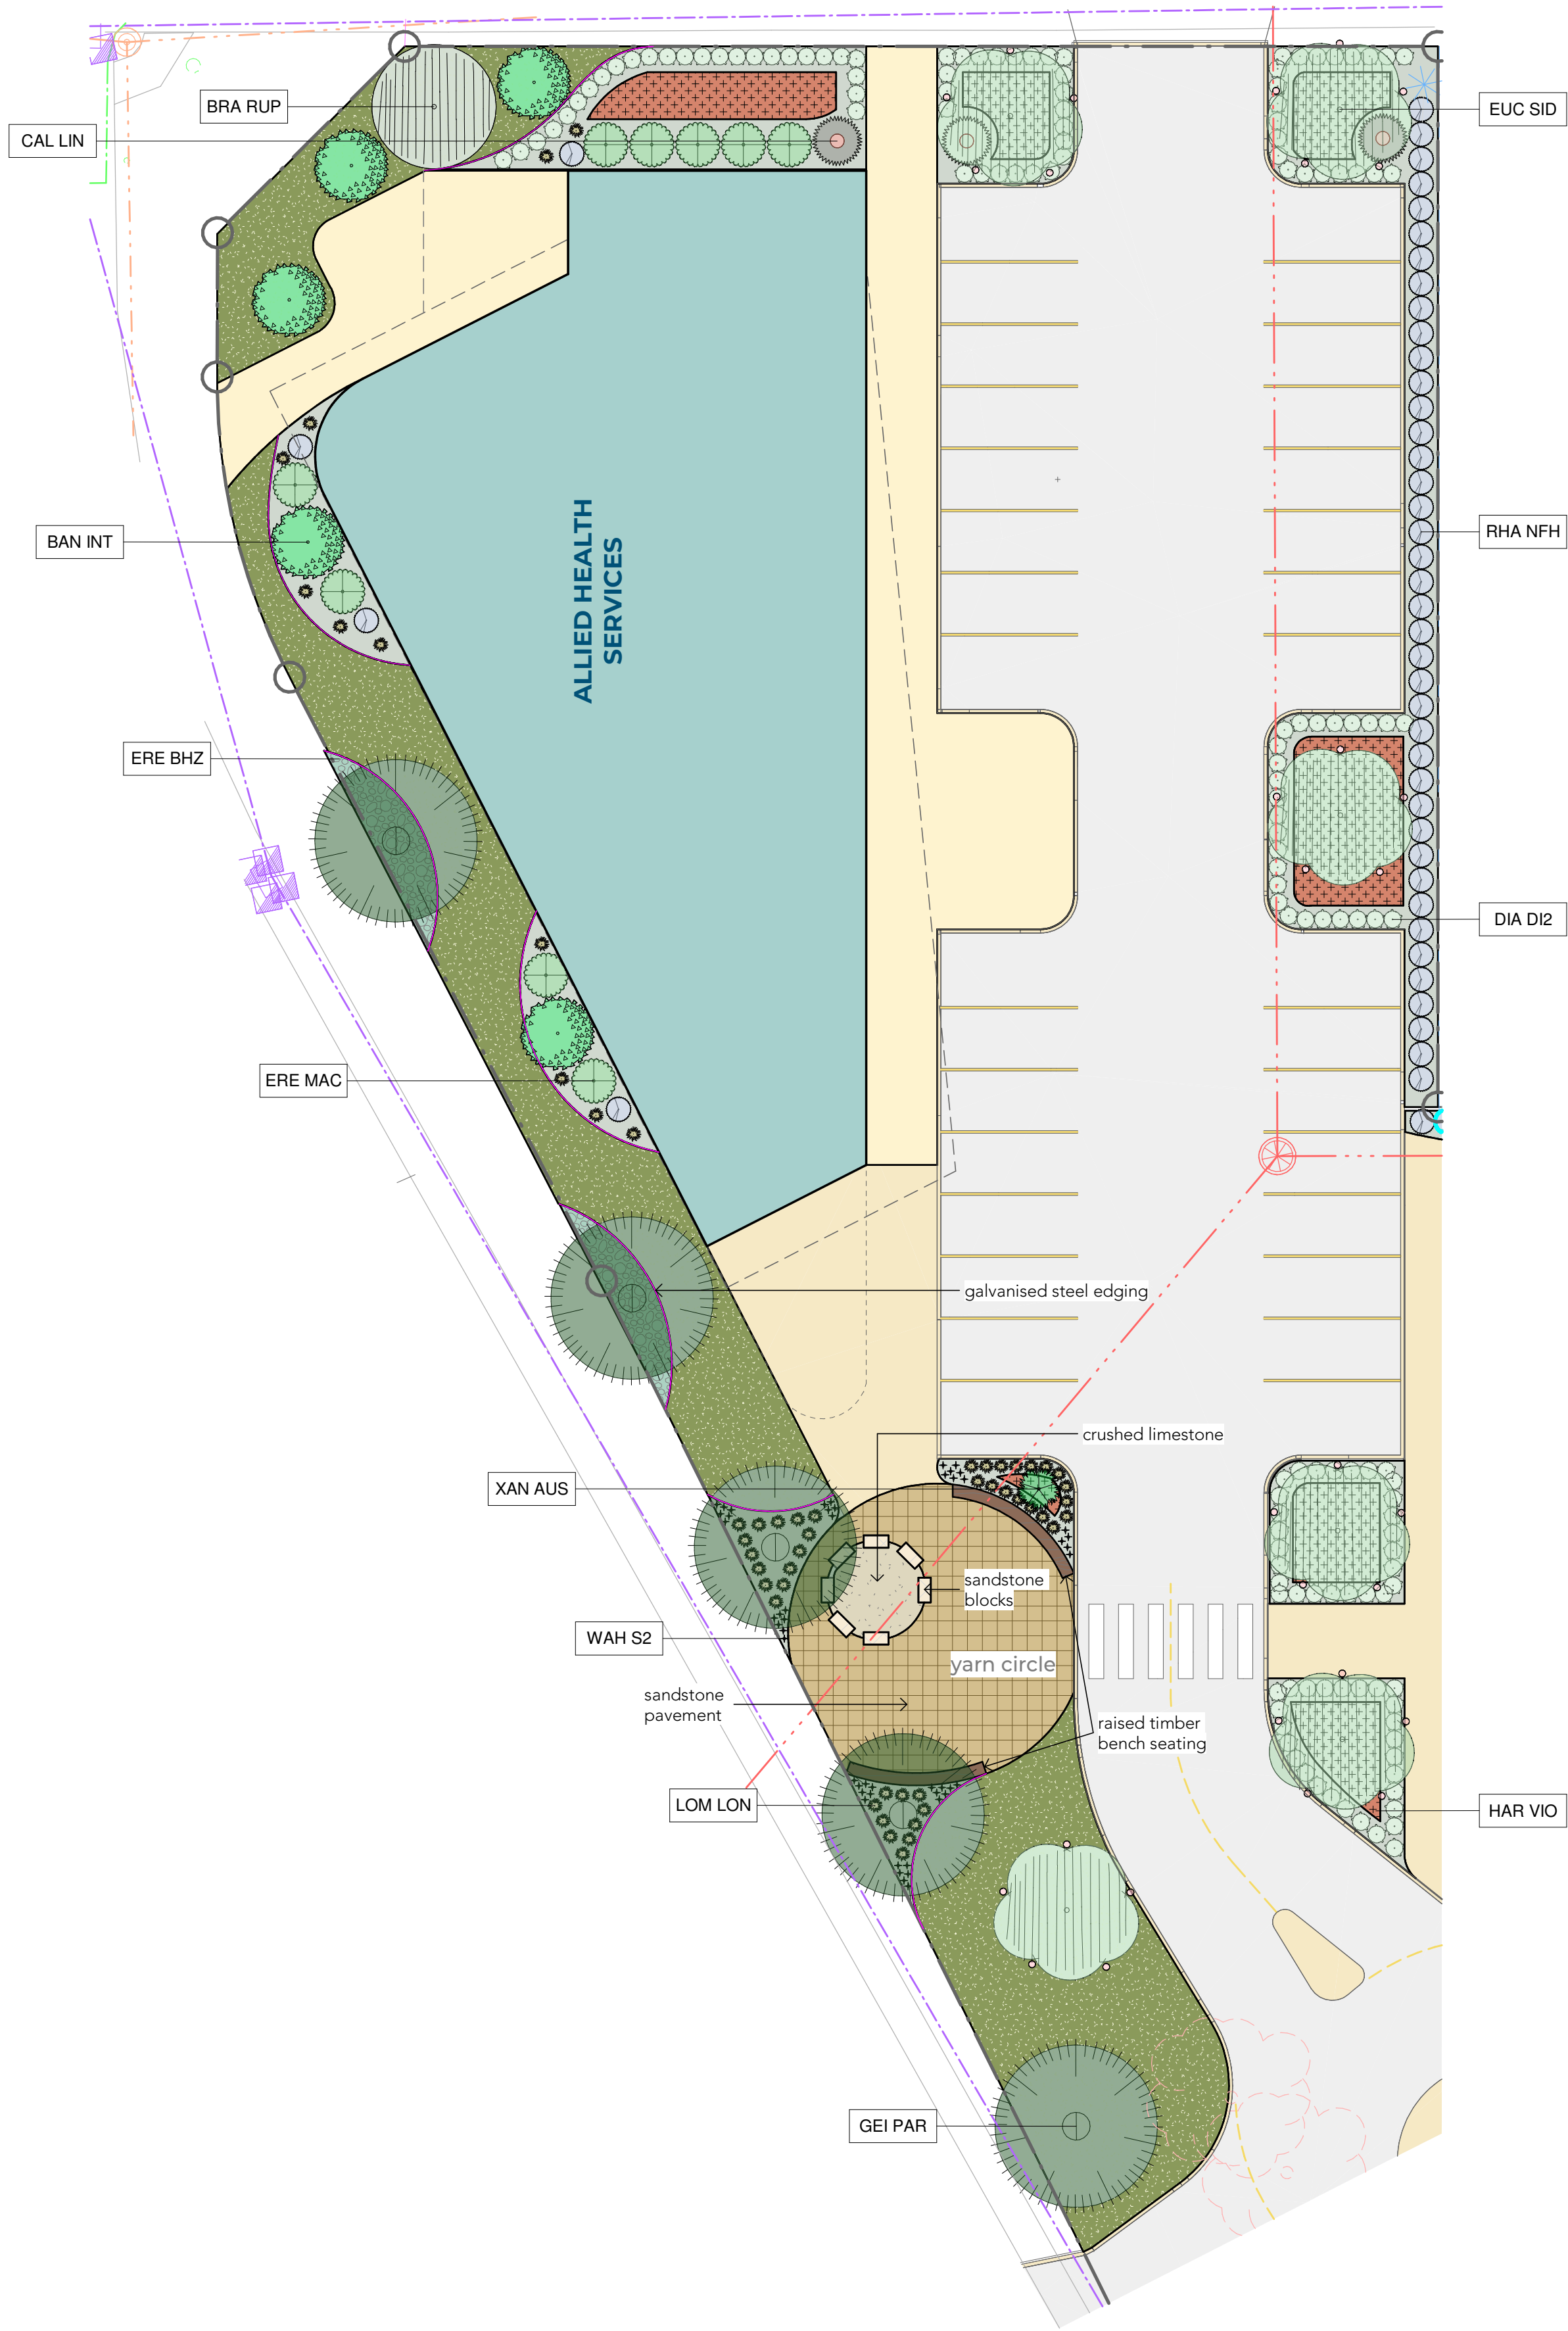 BRA RUP
EUC SID
CAL LIN
ALLIED HEALTH
SERVICES
RHA NFH
BAN INT
ERE BHZ
DIA DI2
ERE MAC
galvanised steel edging
crushed limestone
XAN AUS
sandstone
blocks
WAH S2
yarn circle
sandstone
pavement
raised timber
bench seating
LOM LON
HAR VIO
GEI PAR